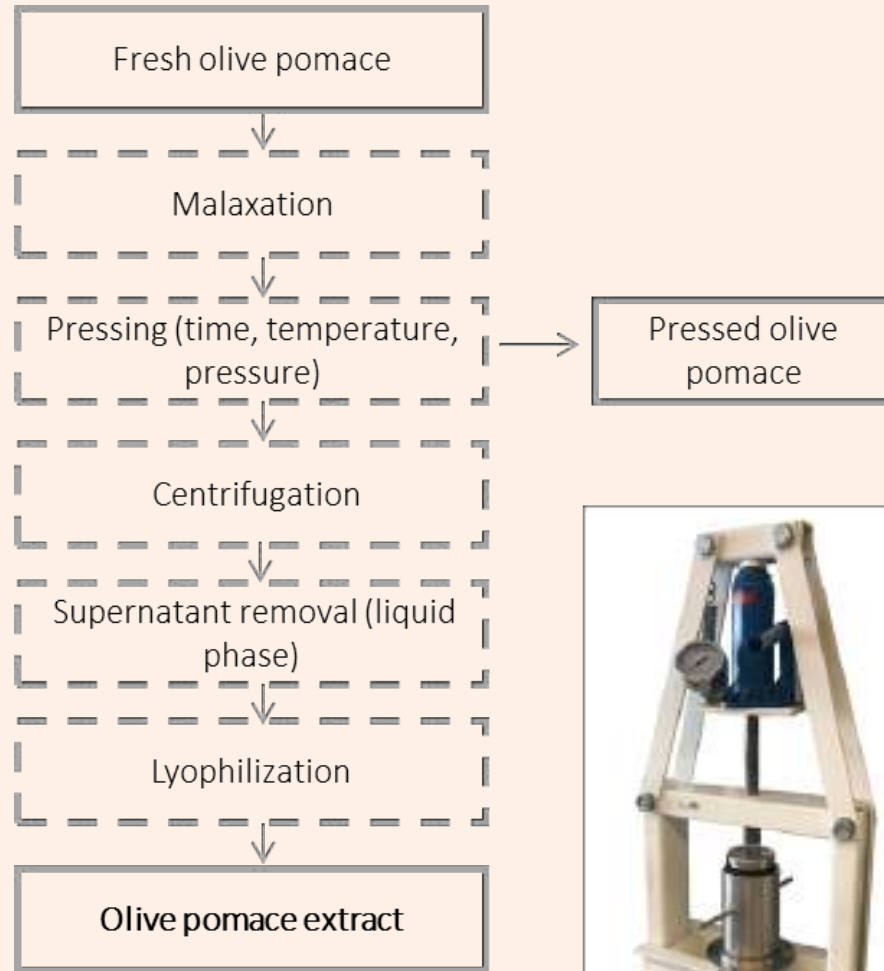 Fresh olive pomace
Malaxation
Pressing (time, temperature,
pressure)
Pressed olive
pomace
Centrifugation
Supernatant removal (liquid
phase)
Lyophilization
Olive pomace extract